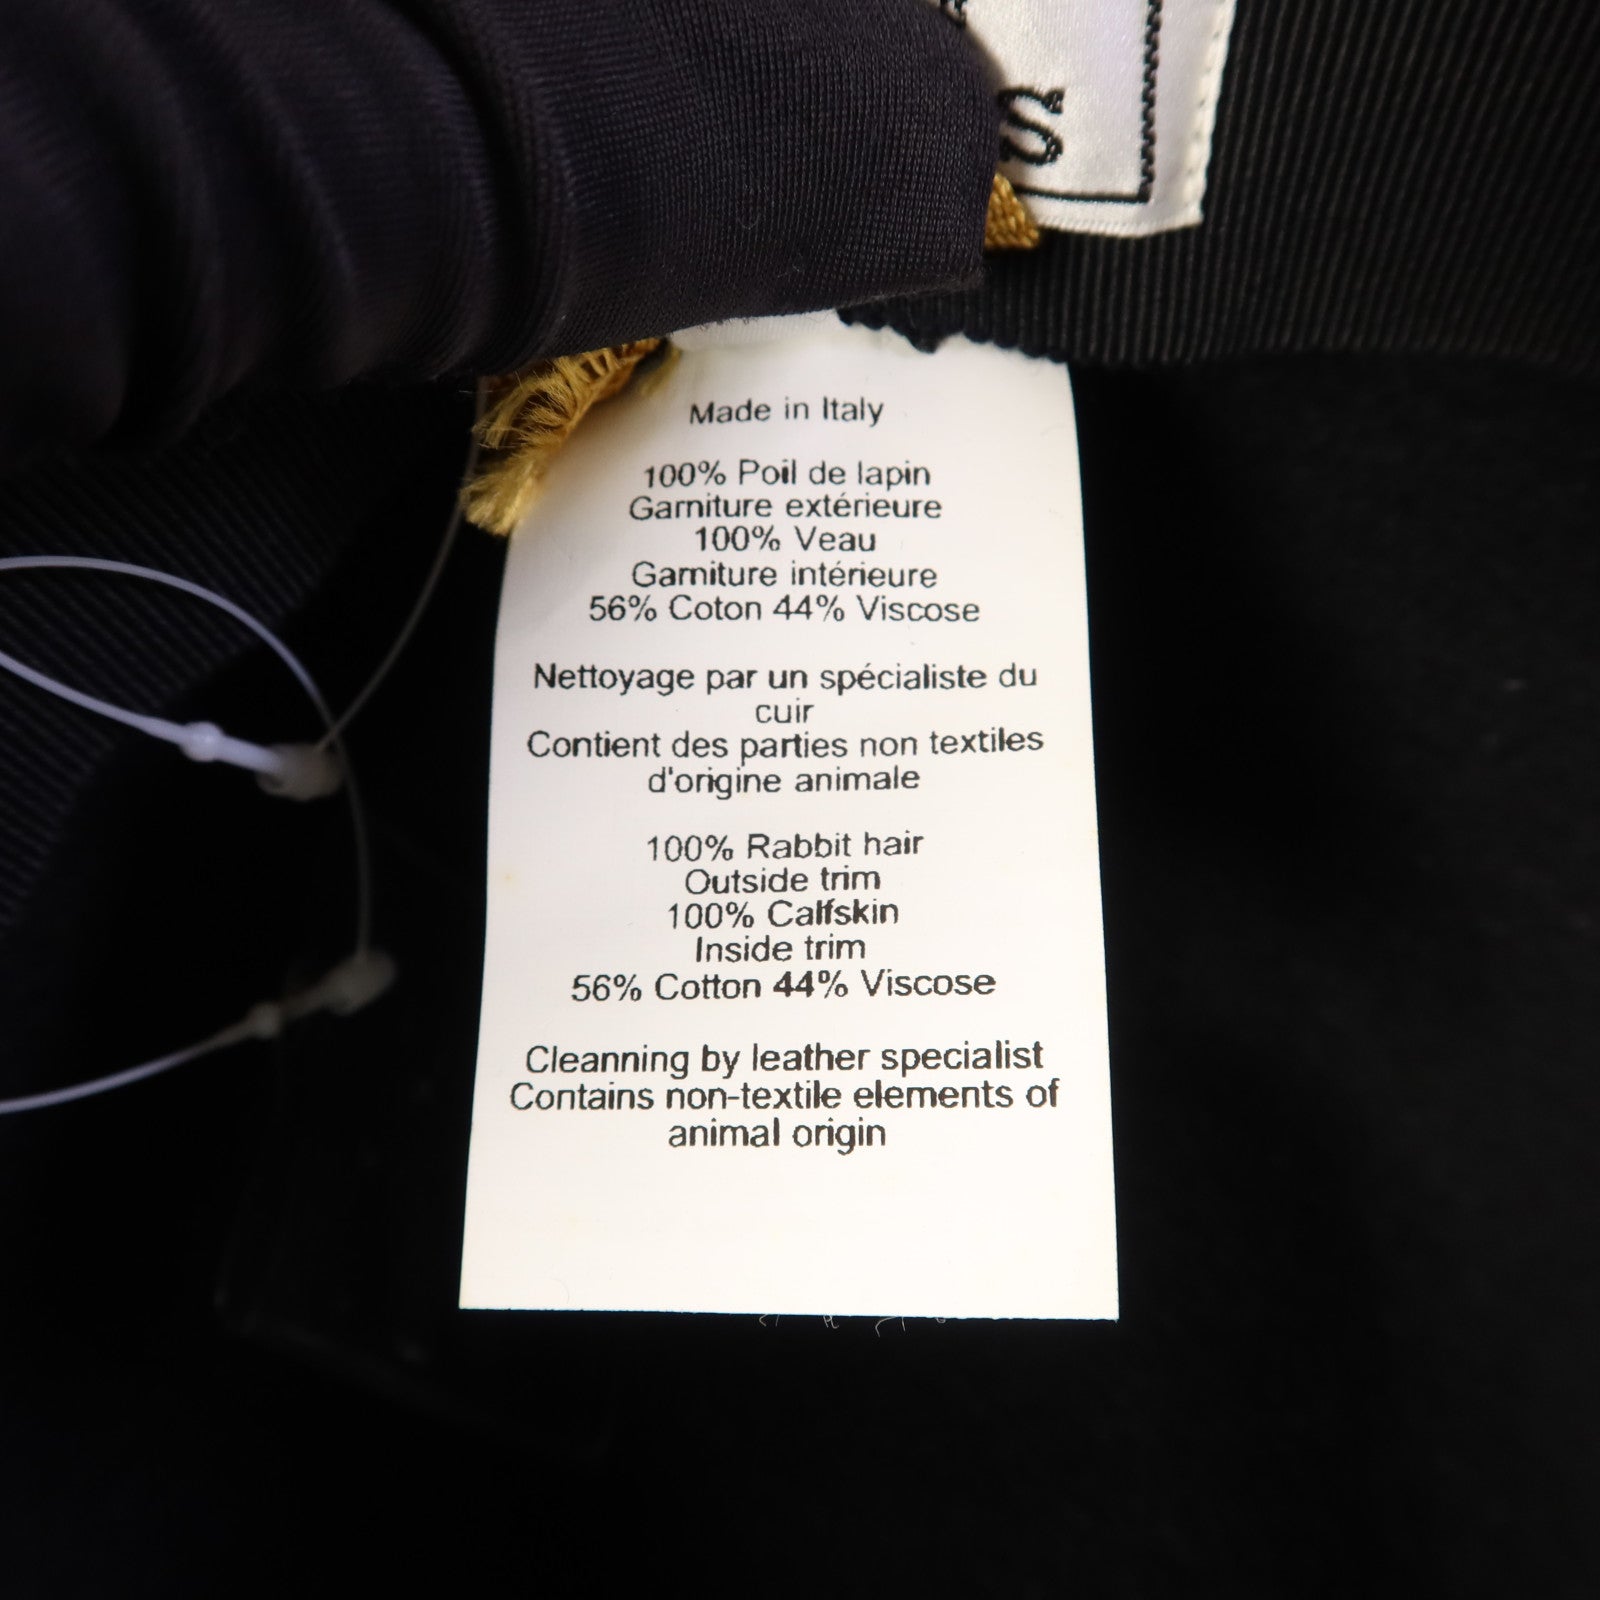 S
Made in Italy
100% Poil de lapin
Garniture extérieure
100% Veau
Garniture intérieure
56% Coton 44% Viscose
Nettoyage par un spécialiste du
cuir
Contient des parties non textiles
d'origine animale
100% Rabbit hair
Outside trim
100% Calfskin
Inside trim
56% Cotton 44% Viscose
Cleanning by leather specialist
Contains non-textile elements of
animal origin